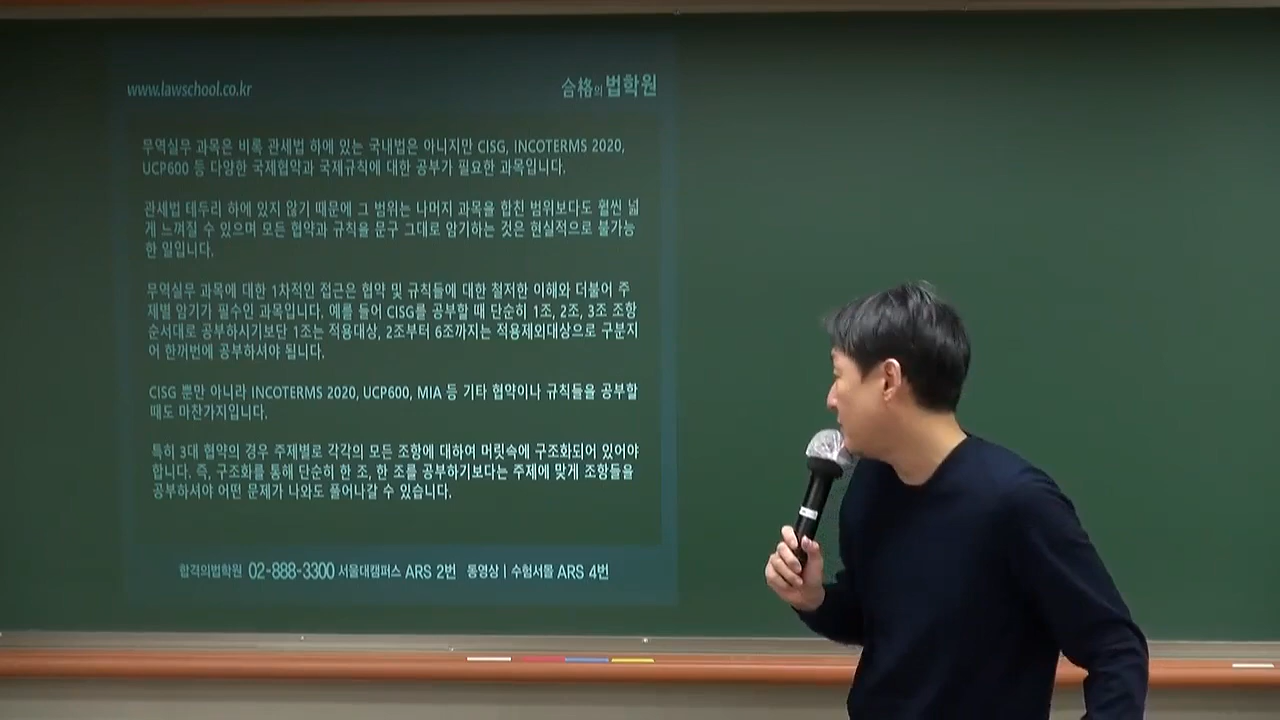 www.lawschool.co.kr
合格의 법학원
무역실무 과목은 비록 관세법 하에 있는 국내법은 아니지만 CISG, INCOTERMS 2020,
UCP600 등 다양한 국제협약과 국제규칙에 대한 공부가 필요한 과목입니다.
관세법 테두리 하에 있지 않기 때문에 그 범위는 나머지 과목을 합친 범위보다도 훨씬 넓
게 느껴질 수 있으며 모든 협약과 규칙을 문구 그대로 암기하는 것은 현실적으로 불가능
한 일입니다.
무역실무 과목에 대한 1차적인 접근은 협약 및 규칙들에 대한 철저한 이해와 더불어 주
제별 암기가 필수인 과목입니다. 예를 들어 CISG를 공부할 때 단순히 1조, 2조, 3조 조항
순서대로 공부하시기보단 1조는 적용대상, 2조부터 6조까지는 적용제외대상으로 구분지
어 한꺼번에 공부하셔야 됩니다.
CISG 뿐만 아니라 INCOTERMS 2020, UCP600, MIA 등 기타 협약이나 규칙들을 공부할
때도 마찬가지입니다.
특히 3대 협약의 경우 주제별로 각각의 모든 조항에 대하여 머릿속에 구조화되어 있어야
합니다. 즉, 구조화를 통해 단순히 한 조, 한 조를 공부하기보다는 주제에 맞게 조항들을
공부하셔야 어떤 문제가 나와도 풀어나갈 수 있습니다.
합격의법학원 02-888-3300 서울대캠퍼스 ARS 2번 동영상 | 수험서몰 ARS 4번